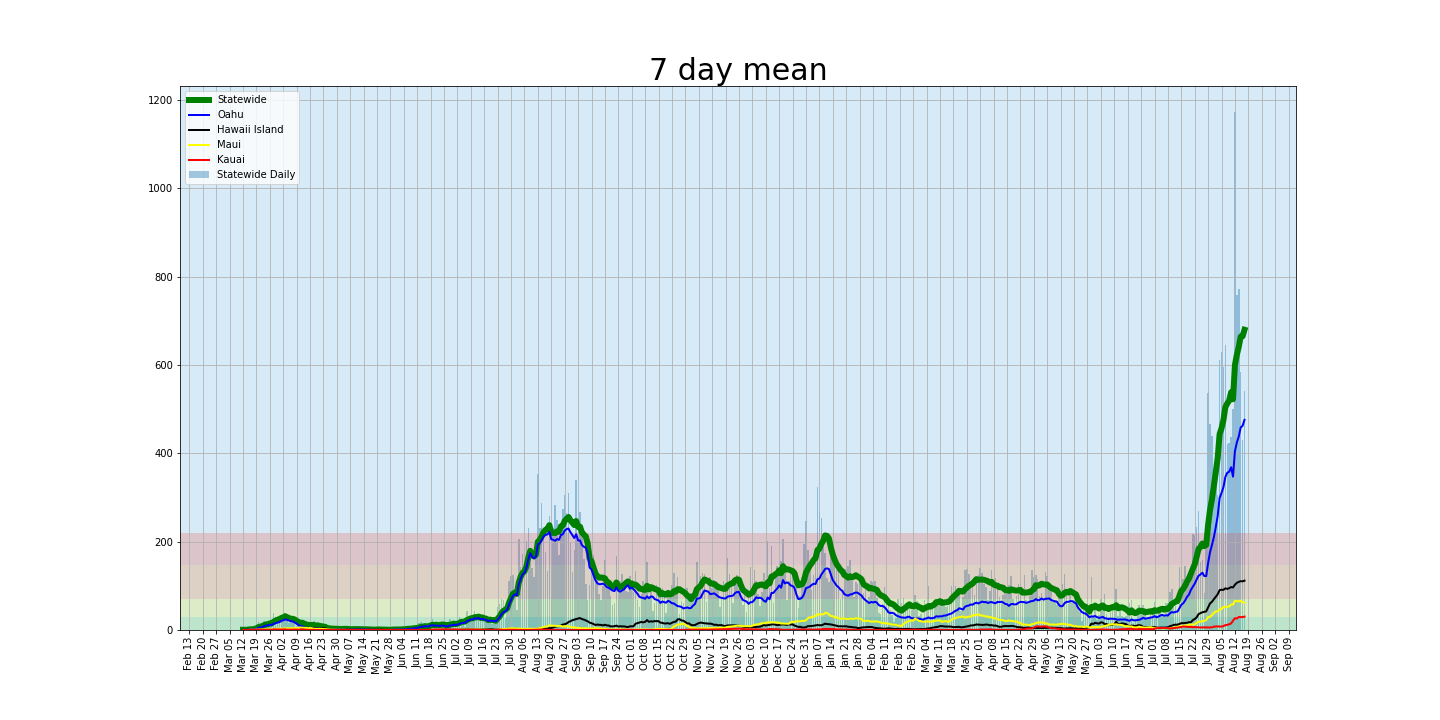 7 day mean
Statewide
Oahu
Hawaii Island
Maui
Kauai
Statewide Daily
1200
1000
800
600
400
200
0
Feb 13
Feb 20
Feb 27
Mar 05
Mar 12
Mar 19
Mar 26
Apr 02
Apr 09
Apr 16
Apr 23
Apr 30
May 07
May 14
May 21
May 28
Jun 04
Jun 11
Jun 18
Jun 25
Jul 02
Jul 09
Jul 16
Jul 23
Jul 30
Aug 06
Aug 13
Aug 20
Aug 27
Sep 03
Sep 10
Sep 17
Sep 24
Oct 01
Oct 08
Oct 15
Oct 22
Oct 29
Nov 05
Nov 12
Nov 19
Nov 26
Dec 03
Dec 10
Dec 17
Dec 24
Dec 31
Jan 07
Jan 14
Jan 21
Jan 28
Feb 04
Feb 11
Feb 18
Feb 25
Mar 04
Mar 11
Mar 18
Mar 25
Apr 01
Apr 08
Apr 15
Apr 22
Apr 29
May 06
May 13
May 20
May 27
Jun 03
Jun 10
Jun 17
Jun 24
Jul 01
Jul 08
Jul 15
Jul 22
Jul 29
Aug 05
Aug 12
Aug 19
Aug 26
Sep 02
Sep 09